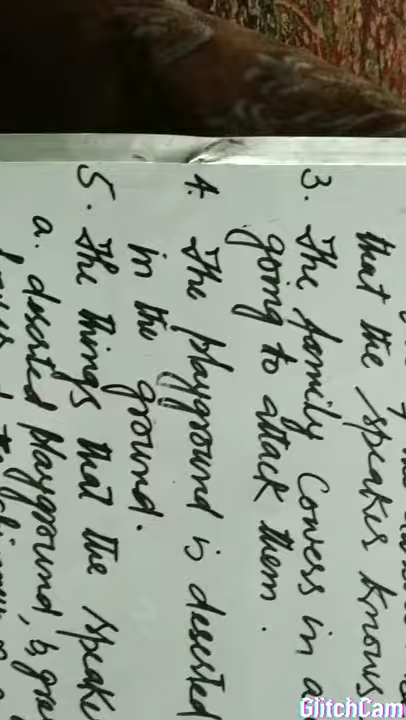 that the speaker knows
3. The family Cowers in a
going to attack them.
4. The playground is deserted
in the ground.
5. The things that the speake
a. deserted playground, b, gra
GlitchCam